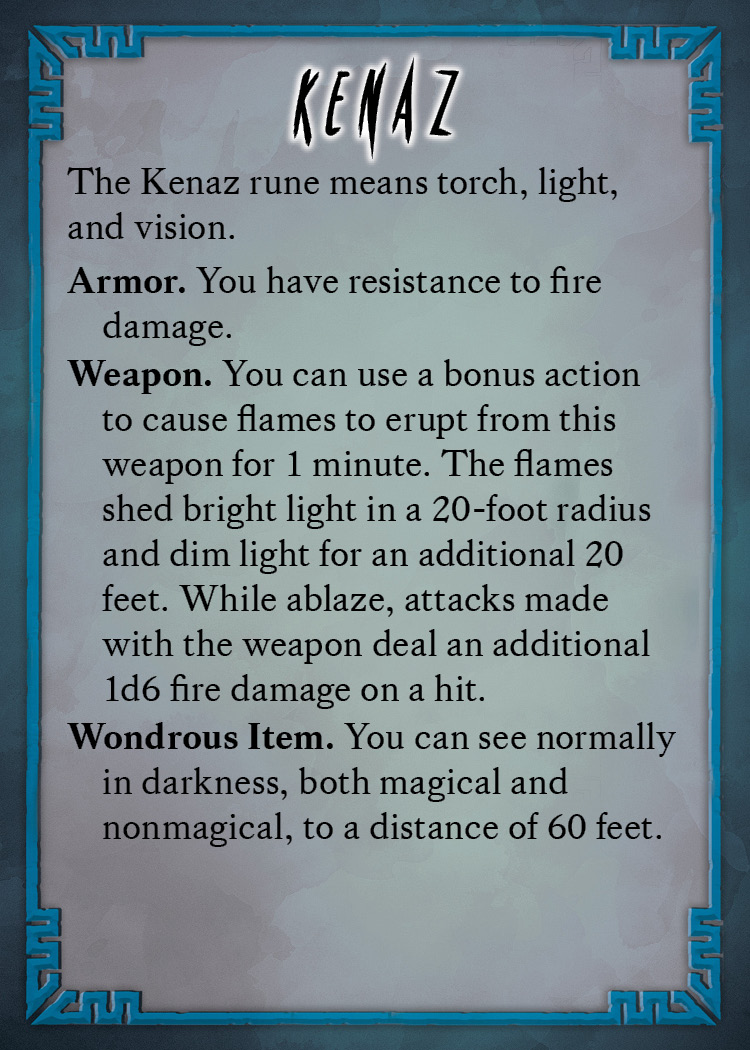 KENAZ
The Kenaz rune means torch, light,
and vision.
Armor. You have resistance to fire
damage.
Weapon. You can use a bonus action
to cause flames to erupt from this
weapon for 1 minute. The flames
shed bright light in a 20-foot radius
and dim light for an additional 20
feet. While ablaze, attacks made
with the weapon deal an additional
1d6 fire damage on a hit.
Wondrous Item. You can see normally
in darkness, both magical and
nonmagical, to a distance of 60 feet.